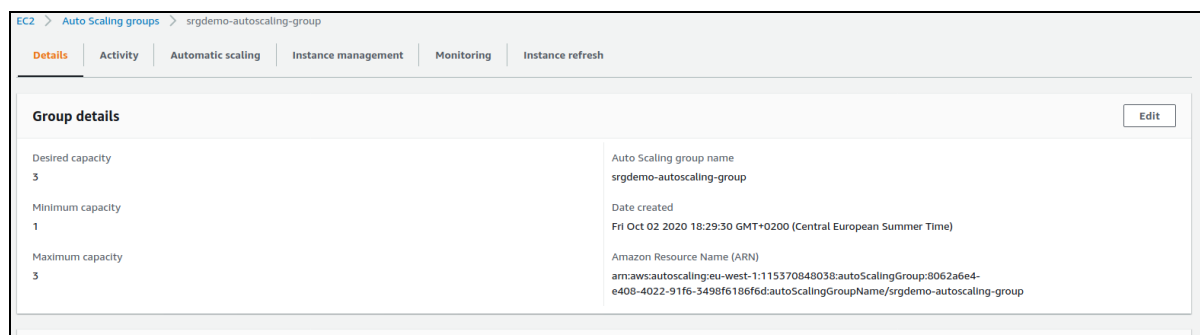 EC2 > Auto Scaling groups > srgdemo-autoscaling-group
Details Activity Automatic scaling Instance management Monitoring Instance refresh
Group details
Edit
Desired capacity
3
Minimum capacity
1
Maximum capacity
3
Auto Scaling group name
srgdemo-autoscaling-group
Date created
Fri Oct 02 2020 18:29:30 GMT+0200 (Central European Summer Time)
Amazon Resource Name (ARN)
arn:aws:autoscaling:eu-west-1:115370848038:autoScalingGroup:8062a6e4-
e408-4022-91f6-3498f6186f6d:autoScalingGroupName/srgdemo-autoscaling-group